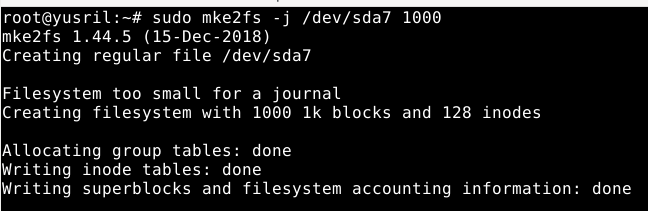 root@yusril:~# sudo mke2fs -j /dev/sda7 1000
mke2fs 1.44.5 (15-Dec-2018)
Creating regular file /dev/sda7
Filesystem too small for a journal
Creating filesystem with 1000 1k blocks and 128 inodes
Allocating group tables: done
Writing inode tables: done
Writing superblocks and filesystem accounting information: done